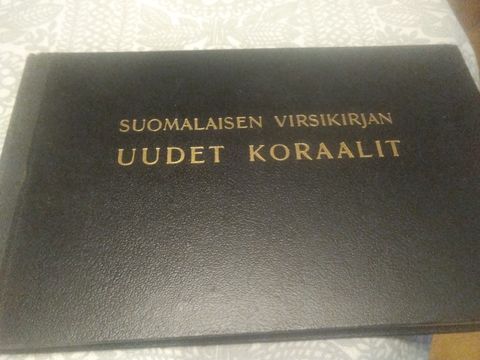 SUOMALAISEN VIRSIKIRJAN
UUDET KORAALIT